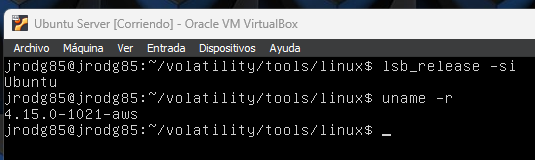 Ubuntu Server [Corriendo] - Oracle VM VirtualBox
Archivo Máquina Ver Entrada Dispositivos Ayuda
jrodg85@jrodg85:~/volatility/tools/linux$ lsb_release -si
Ubuntu
jrodg85@jrodg85:~/volatility/tools/linux$ uname -r
4.15.0-1021-aws
jrodg85@jrodg85:~/volatility/tools/linux$ _